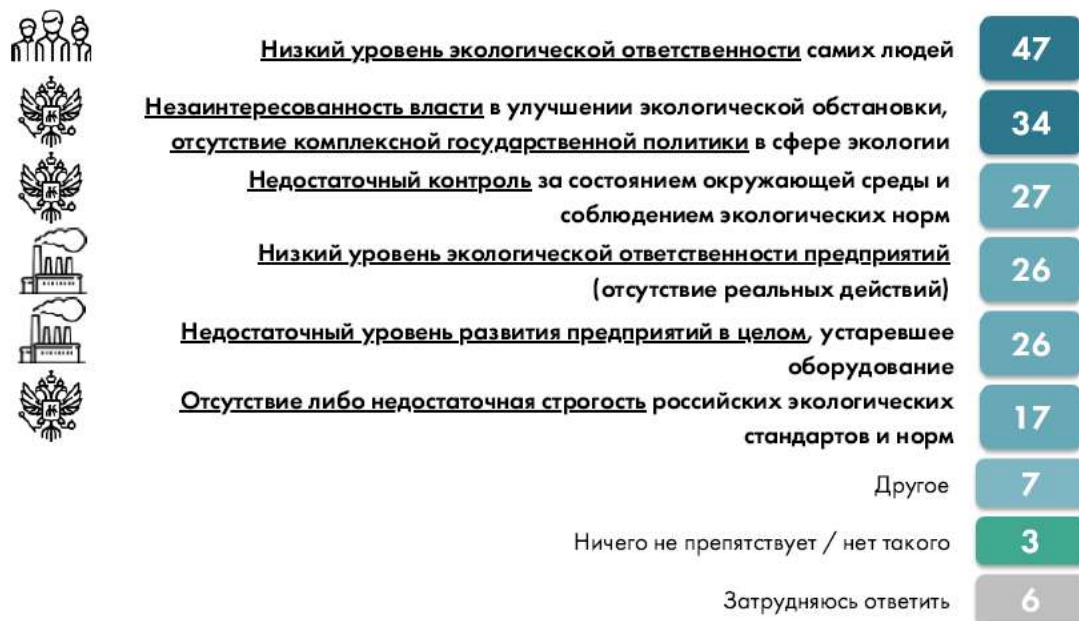 Низкий уровень экологической ответственности самих людей 47
Незаинтересованность власти в улучшении экологической обстановки,
отсутствие комплексной государственной политики в сфере экологии 34
Недостаточный контроль за состоянием окружающей среды и
соблюдением экологических норм 27
Низкий уровень экологической ответственности предприятий
(отсутствие реальных действий) 26
Недостаточный уровень развития предприятий в целом, устаревшее
оборудование 26
Отсутствие либо недостаточная строгость российских экологических
стандартов и норм 17
Другое 7
Ничего не препятствует / нет такого 3
Затрудняюсь ответить 6